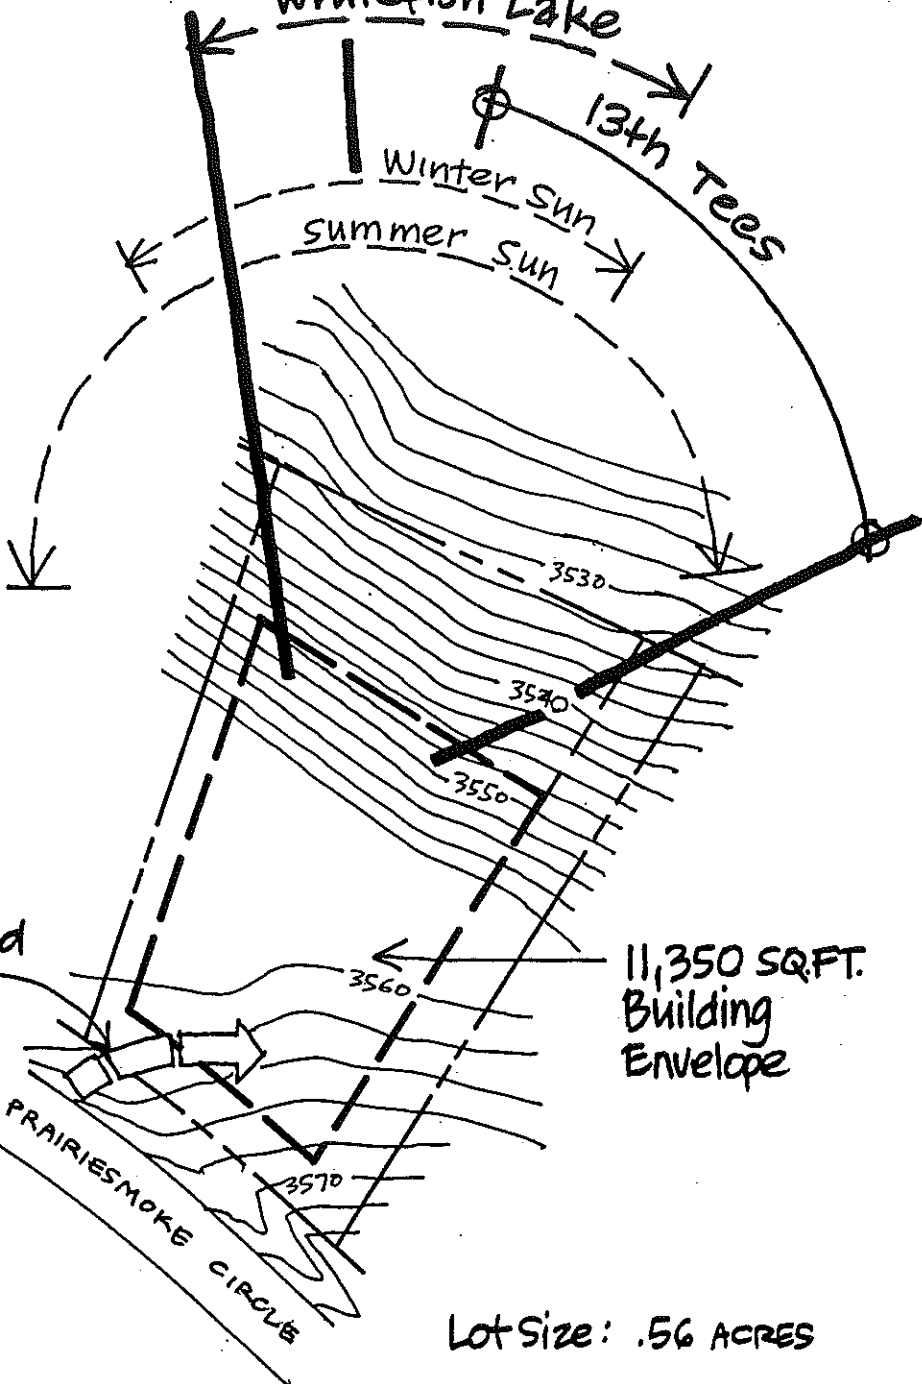 Lake
13th Tees
Winter Sun
Summer Sun
3530
3540
3550
11,350 SQ.FT.
Building
Envelope
3560
3570
PRAIRIESMOKE CIRCLE
Lot Size: .56 ACRES